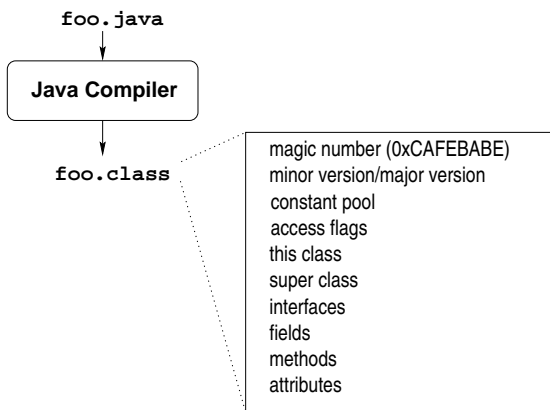 foo.java
Java Compiler
foo.class
magic number (0xCAFEBABE)
minor version/major version
constant pool
access flags
this class
super class
interfaces
fields
methods
attributes